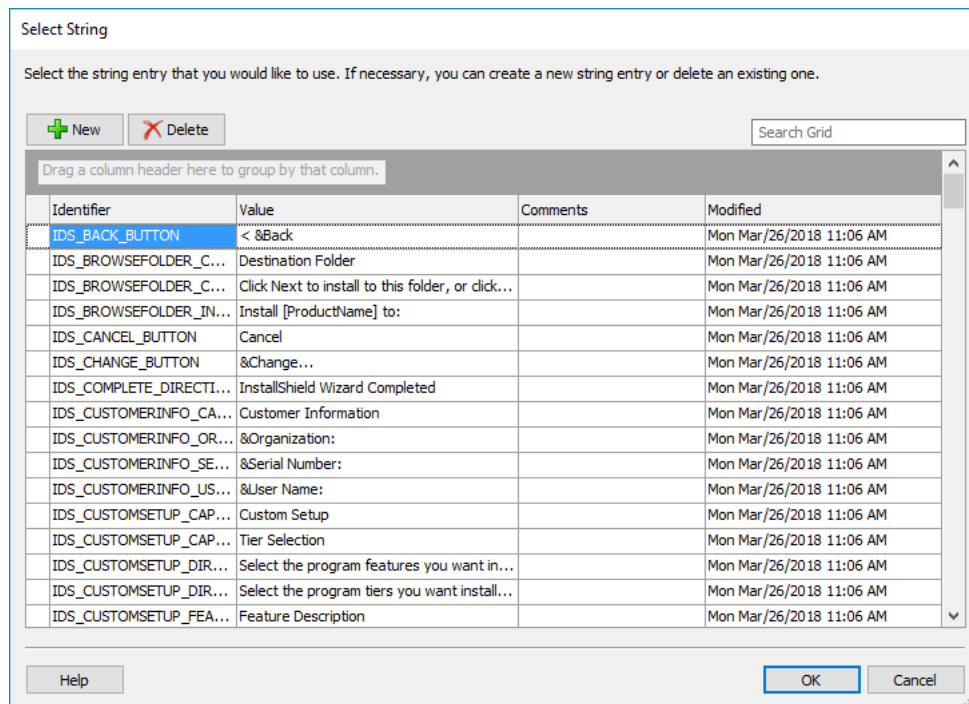 Select String
Select the string entry that you would like to use. If necessary, you can create a new string entry or delete an existing one.
New Delete Search Grid
Drag a column header here to group by that column.
Identifier Value Comments Modified
IDS_BACK_BUTTON < &Back Mon Mar/26/2018 11:06 AM
IDS_BROWSEFOLDER_C... Destination Folder Mon Mar/26/2018 11:06 AM
IDS_BROWSEFOLDER_C... Click Next to install to this folder, or click... Mon Mar/26/2018 11:06 AM
IDS_BROWSEFOLDER_IN... Install [ProductName] to: Mon Mar/26/2018 11:06 AM
IDS_CANCEL_BUTTON Cancel Mon Mar/26/2018 11:06 AM
IDS_CHANGE_BUTTON &Change... Mon Mar/26/2018 11:06 AM
IDS_COMPLETE_DIRECTI... InstallShield Wizard Completed Mon Mar/26/2018 11:06 AM
IDS_CUSTOMERINFO_CA... Customer Information Mon Mar/26/2018 11:06 AM
IDS_CUSTOMERINFO_OR... &Organization: Mon Mar/26/2018 11:06 AM
IDS_CUSTOMERINFO_SE... &Serial Number: Mon Mar/26/2018 11:06 AM
IDS_CUSTOMERINFO_US... &User Name: Mon Mar/26/2018 11:06 AM
IDS_CUSTOMSETUP_CAP... Custom Setup Mon Mar/26/2018 11:06 AM
IDS_CUSTOMSETUP_CAP... Tier Selection Mon Mar/26/2018 11:06 AM
IDS_CUSTOMSETUP_DIR... Select the program features you want in... Mon Mar/26/2018 11:06 AM
IDS_CUSTOMSETUP_DIR... Select the program tiers you want install... Mon Mar/26/2018 11:06 AM
IDS_CUSTOMSETUP_FEA... Feature Description Mon Mar/26/2018 11:06 AM
Help OK Cancel